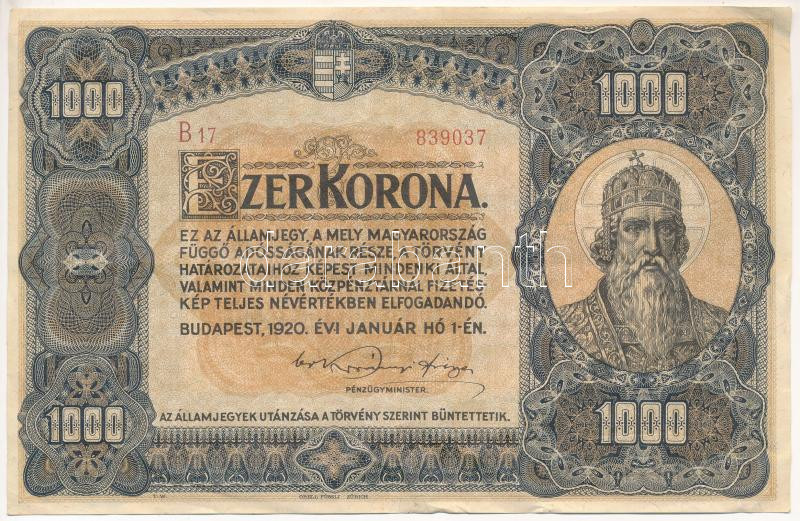 1000
1000
B 17
839037
EZER KORONA.
EZ AZ ÁLLAMJEGY, A MELY MAGYARORSZÁG
FÜGGŐ ADÓSSÁGÁNAK RÉSZE, A TÖRVÉNY
HATÁROZTAIHOZ KÉPEST MINDENKI ÁLTAL,
VALAMINT MINDEN KÖZPÉNZTÁRNÁL FIZETÉS-
KÉP TELJES NÉVÉRTÉKBEN ELFOGADANDÓ.
BUDAPEST, 1920. ÉVI JANUÁR HÓ 1-ÉN.
PÉNZÜGYMINISTER.
AZ ÁLLAMJEGYEK UTÁNZÁSA A TÖRVÉNY SZERINT BÜNTETTETIK.
1000
1000
ORELL FÜSSLI ZÜRICH